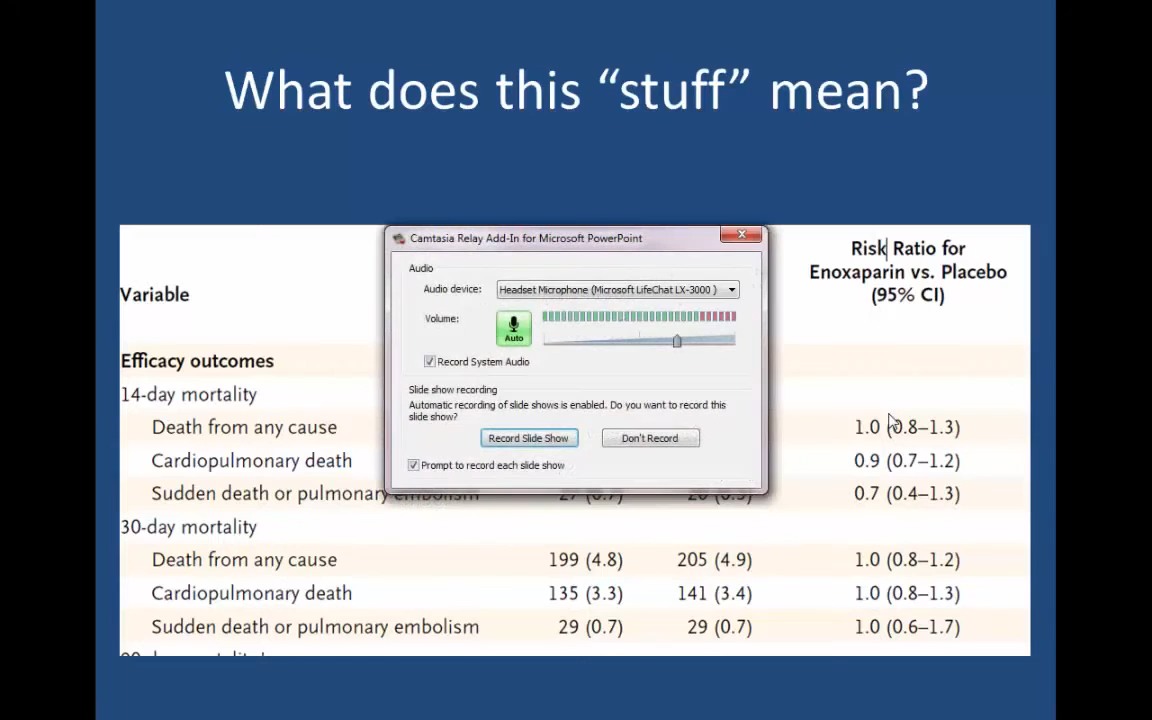 What does this “stuff” mean?
Camtasia Relay Add-In for Microsoft PowerPoint
Audio
Audio device: Headset Microphone (Microsoft LifeChat LX-3000 )
Volume:
Auto
Record System Audio
Slide show recording
Automatic recording of slide shows is enabled. Do you want to record this
slide show?
Record Slide Show Don't Record
Prompt to record each slide show
Variable
Risk Ratio for
Enoxaparin vs. Placebo
(95% CI)
Efficacy outcomes
14-day mortality
Death from any cause 1.0 (0.8–1.3)
Cardiopulmonary death 0.9 (0.7–1.2)
Sudden death or pulmonary embolism 0.7 (0.4–1.3)
30-day mortality
Death from any cause 199 (4.8) 205 (4.9) 1.0 (0.8–1.2)
Cardiopulmonary death 135 (3.3) 141 (3.4) 1.0 (0.8–1.3)
Sudden death or pulmonary embolism 29 (0.7) 29 (0.7) 1.0 (0.6–1.7)